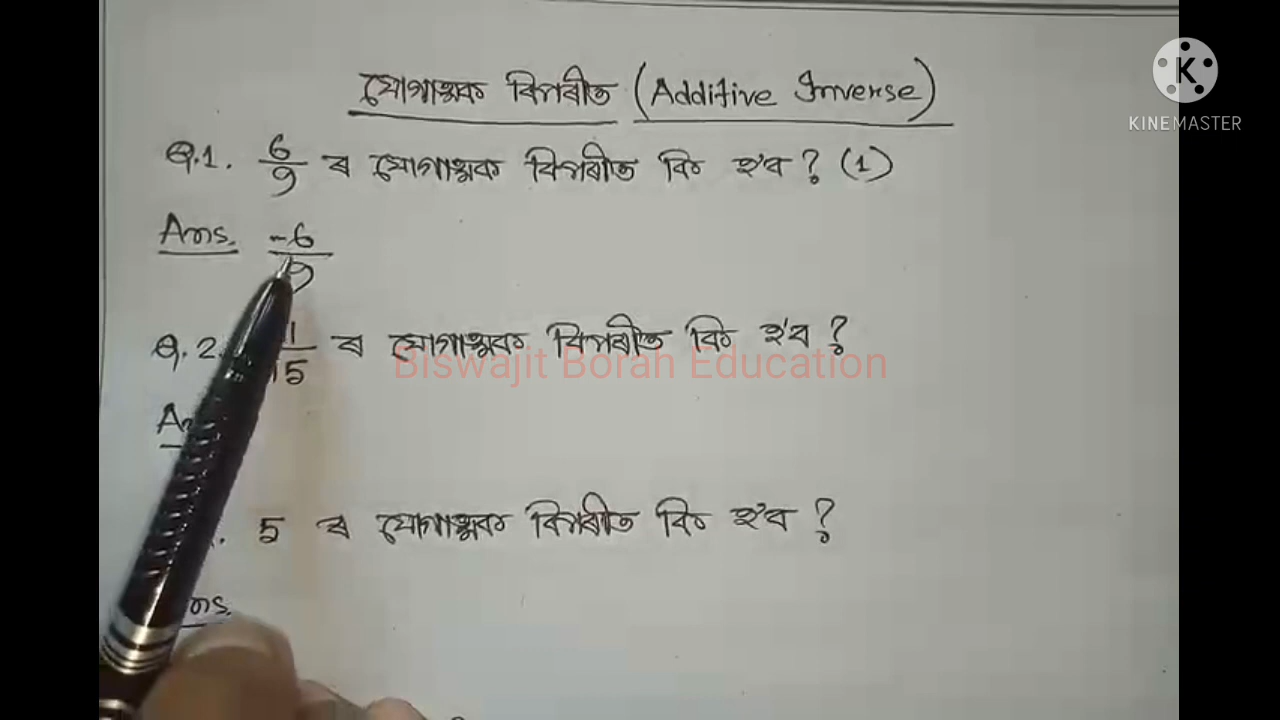 যোগাত্মক বিপৰীত (Additive Inverse)
Q.1. 6/9 ৰ যোগাত্মক বিপৰীত কি হ'ব ? (1)
Ans. -6/9
Q. 2. ৰ যোগাত্মক বিপৰীত কি হ'ব ?
5 ৰ যোগাত্মক বিপৰীত কি হ'ব ?
Biswajit Borah Education
K
KINEMASTER